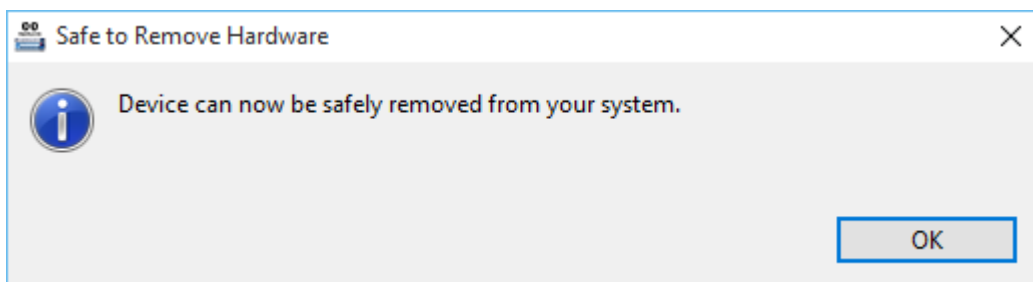 Safe to Remove Hardware
Device can now be safely removed from your system.
OK